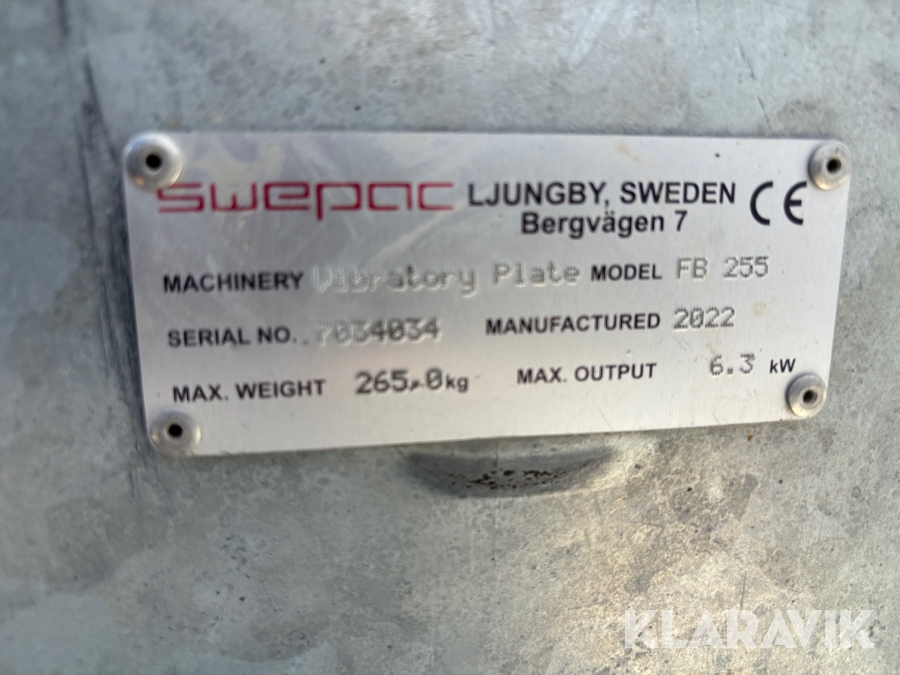 swepac LJUNGBY, SWEDEN CE
Bergvägen 7
MACHINERY Vibratory Plate MODEL FB 255
SERIAL NO. 7034034 MANUFACTURED 2022
MAX. WEIGHT 265.0kg MAX. OUTPUT 6.3 kW
KLARAVIK